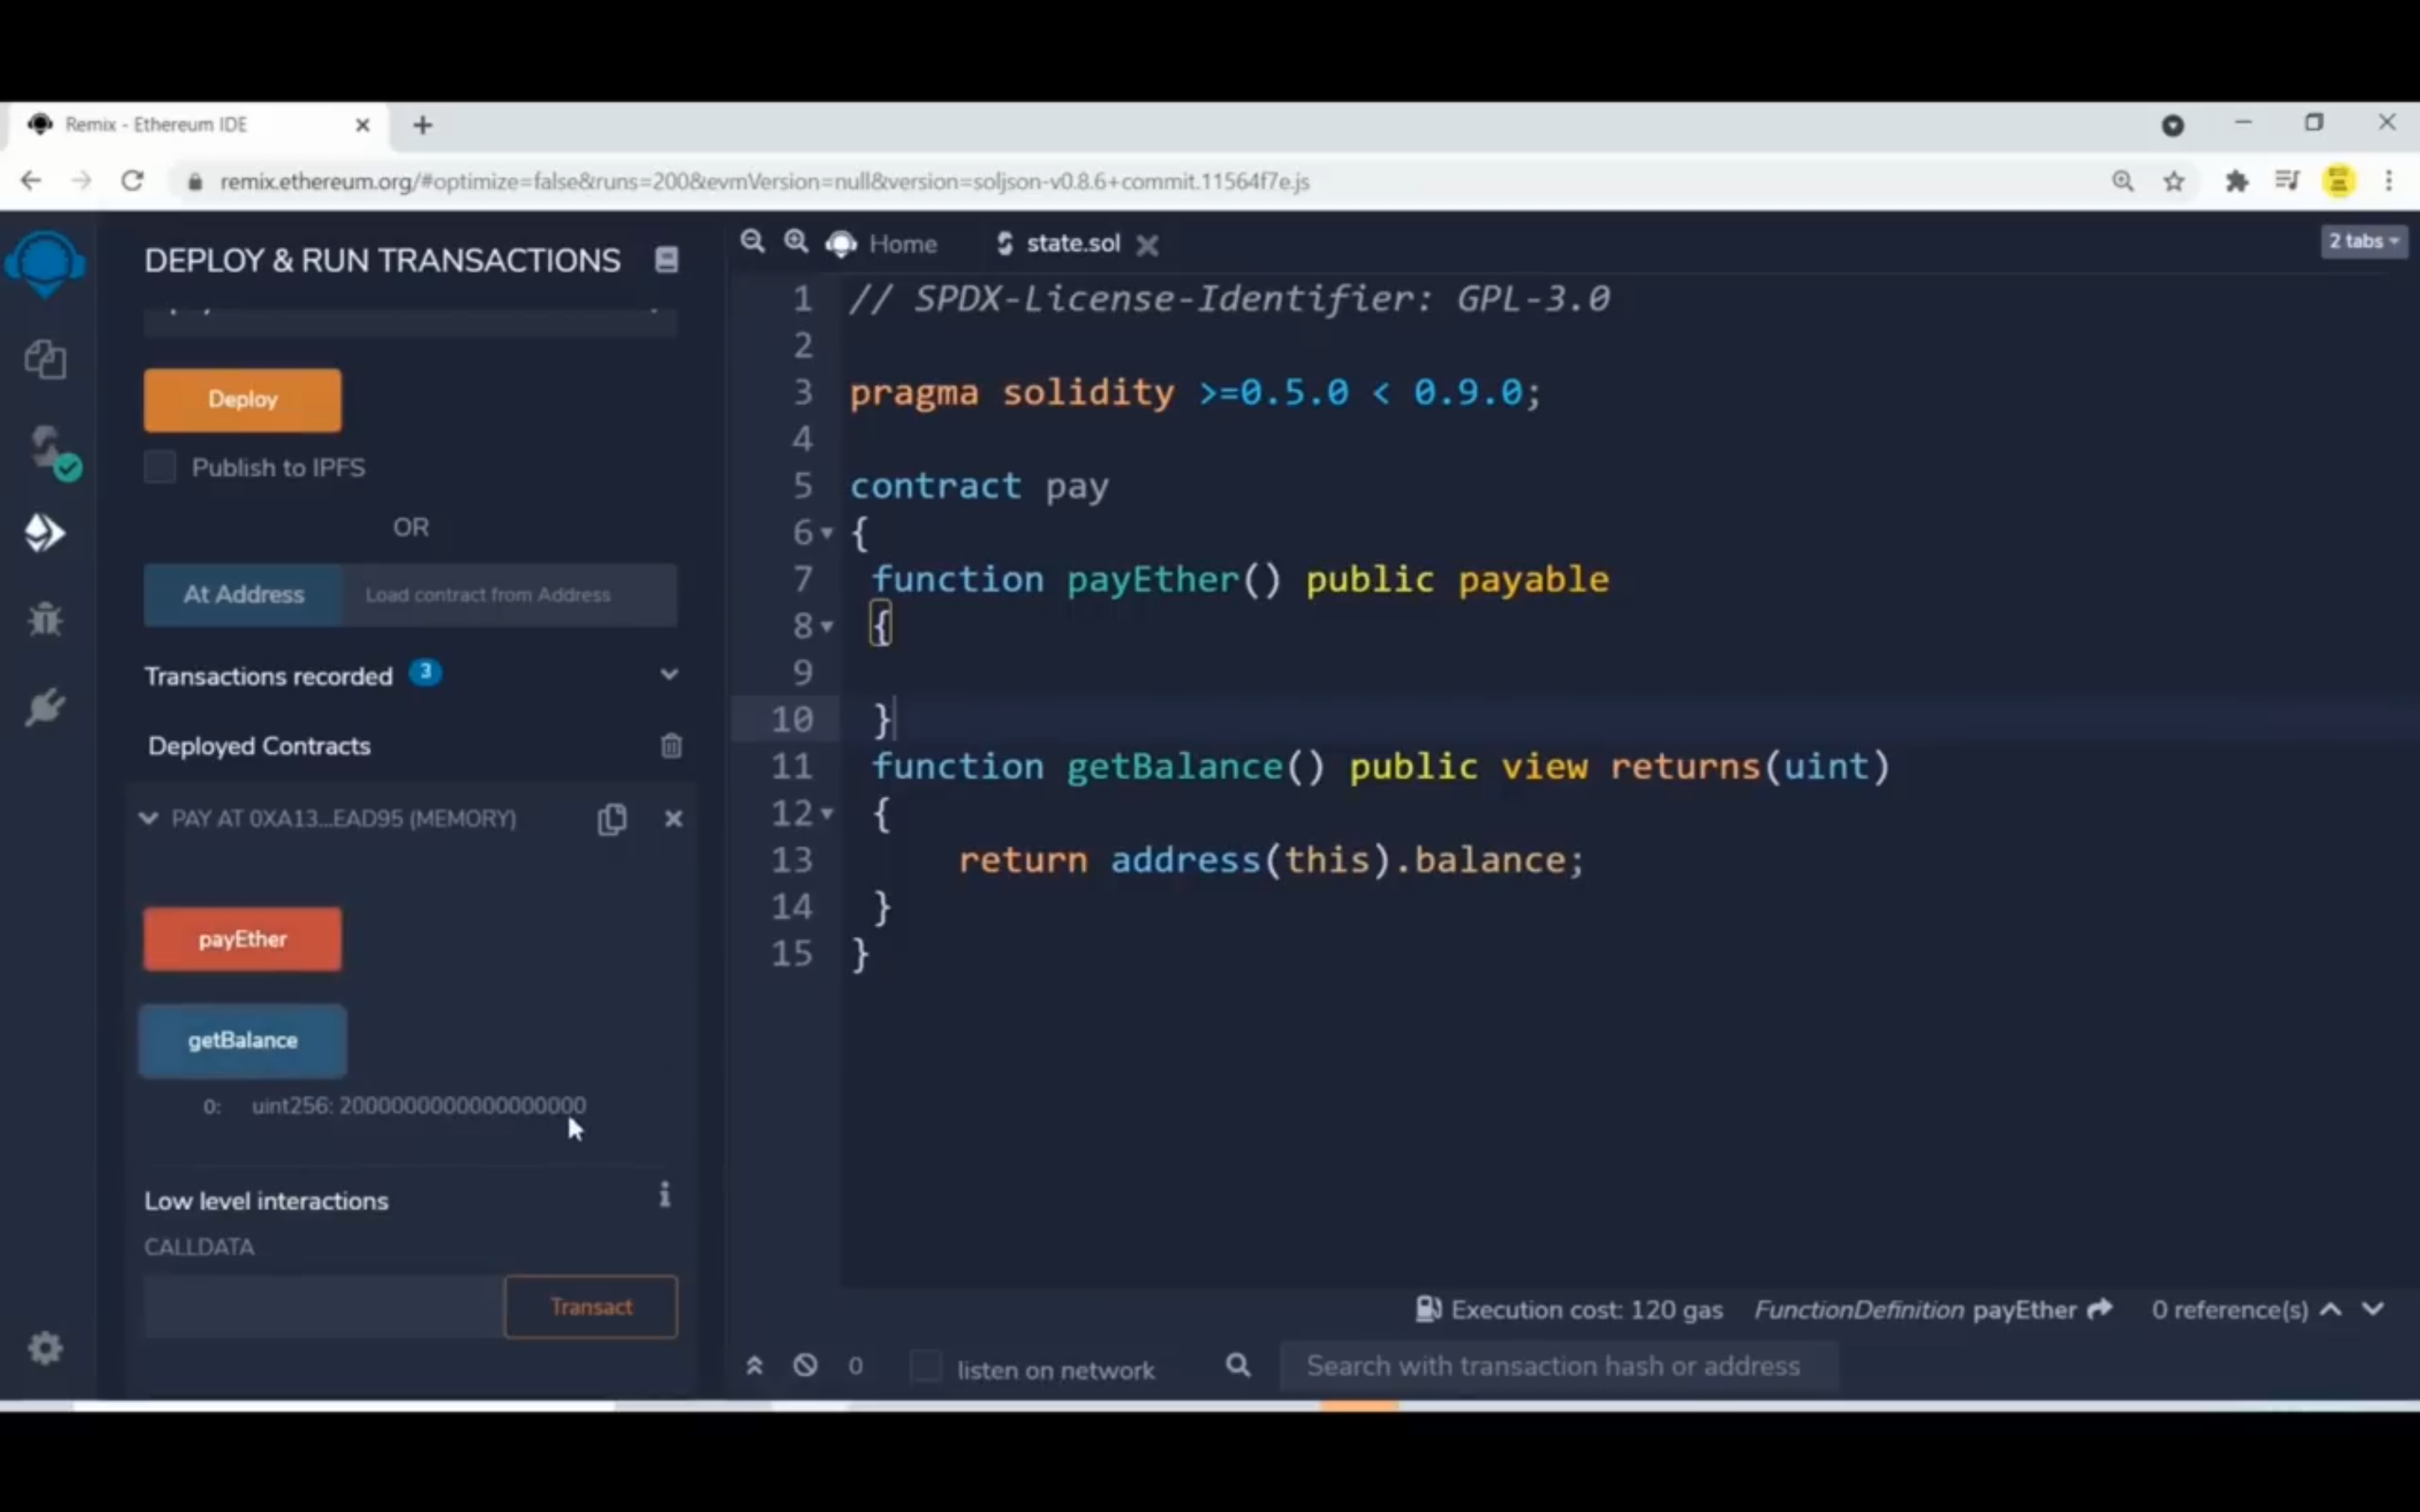 Remix - Ethereum IDE
remix.ethereum.org/#optimize=false&runs=200&evmVersion=null&version=soljson-v0.8.6+commit.11564f7e.js
DEPLOY & RUN TRANSACTIONS
Deploy
Publish to IPFS
OR
At Address
Load contract from Address
Transactions recorded 3
Deployed Contracts
PAY AT 0XA13...EAD95 (MEMORY)
payEther
getBalance
0: uint256: 2000000000000000000
Low level interactions
i
CALLDATA
Transact
Home
state.sol
2 tabs
1 // SPDX-License-Identifier: GPL-3.0
2
3 pragma solidity >=0.5.0 < 0.9.0;
4
5 contract pay
6 {
7 function payEther() public payable
8 {
9
10 }
11 function getBalance() public view returns(uint)
12 {
13 return address(this).balance;
14 }
15 }
Execution cost: 120 gas FunctionDefinition payEther 0 reference(s)
0 listen on network Search with transaction hash or address